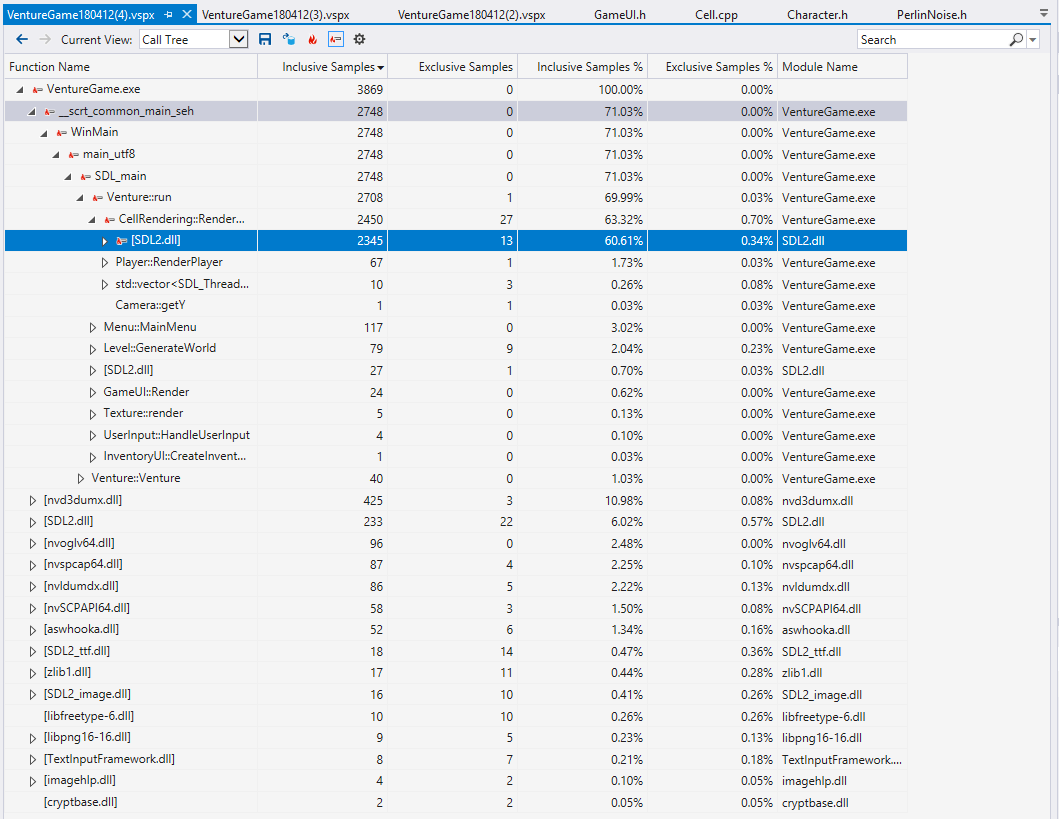 VentureGame180412(4).vspx VentureGame180412(3).vspx VentureGame180412(2).vspx GameUI.h Cell.cpp Character.h PerlinNoise.h
Current View: Call Tree Search
Function Name Inclusive Samples Exclusive Samples Inclusive Samples % Exclusive Samples % Module Name
VentureGame.exe 3869 0 100.00% 0.00%
__scrt_common_main_seh 2748 0 71.03% 0.00% VentureGame.exe
WinMain 2748 0 71.03% 0.00% VentureGame.exe
main_utf8 2748 0 71.03% 0.00% VentureGame.exe
SDL_main 2748 0 71.03% 0.00% VentureGame.exe
Venture::run 2708 1 69.99% 0.03% VentureGame.exe
CellRendering::Render... 2450 27 63.32% 0.70% VentureGame.exe
[SDL2.dll] 2345 13 60.61% 0.34% SDL2.dll
Player::RenderPlayer 67 1 1.73% 0.03% VentureGame.exe
std::vector<SDL_Thread... 10 3 0.26% 0.08% VentureGame.exe
Camera::getY 1 1 0.03% 0.03% VentureGame.exe
Menu::MainMenu 117 0 3.02% 0.00% VentureGame.exe
Level::GenerateWorld 79 9 2.04% 0.23% VentureGame.exe
[SDL2.dll] 27 1 0.70% 0.03% SDL2.dll
GameUI::Render 24 0 0.62% 0.00% VentureGame.exe
Texture::render 5 0 0.13% 0.00% VentureGame.exe
UserInput::HandleUserInput 4 0 0.10% 0.00% VentureGame.exe
InventoryUI::CreateInvent... 1 0 0.03% 0.00% VentureGame.exe
Venture::Venture 40 0 1.03% 0.00% VentureGame.exe
[nvd3dumx.dll] 425 3 10.98% 0.08% nvd3dumx.dll
[SDL2.dll] 233 22 6.02% 0.57% SDL2.dll
[nvoglv64.dll] 96 0 2.48% 0.00% nvoglv64.dll
[nvspcap64.dll] 87 4 2.25% 0.10% nvspcap64.dll
[nvldumdx.dll] 86 5 2.22% 0.13% nvldumdx.dll
[nvSCPAPI64.dll] 58 3 1.50% 0.08% nvSCPAPI64.dll
[aswhooka.dll] 52 6 1.34% 0.16% aswhooka.dll
[SDL2_ttf.dll] 18 14 0.47% 0.36% SDL2_ttf.dll
[zlib1.dll] 17 11 0.44% 0.28% zlib1.dll
[SDL2_image.dll] 16 10 0.41% 0.26% SDL2_image.dll
[libfreetype-6.dll] 10 10 0.26% 0.26% libfreetype-6.dll
[libpng16-16.dll] 9 5 0.23% 0.13% libpng16-16.dll
[TextInputFramework.dll] 8 7 0.21% 0.18% TextInputFramework....
[imagehlp.dll] 4 2 0.10% 0.05% imagehlp.dll
[cryptbase.dll] 2 2 0.05% 0.05% cryptbase.dll